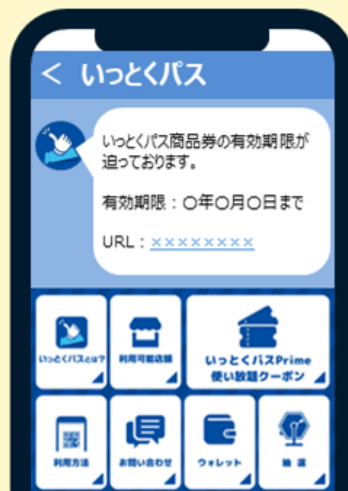 < いっとくパス
いっとくパス商品券の有効期限が
迫っております。
有効期限：〇年〇月〇日まで
URL：××××××××
いっとくパスとは?
利用可能店舗
いっとくパスPrime
使い放題クーポン
利用方法
お問い合わせ
ウォレット
抽選